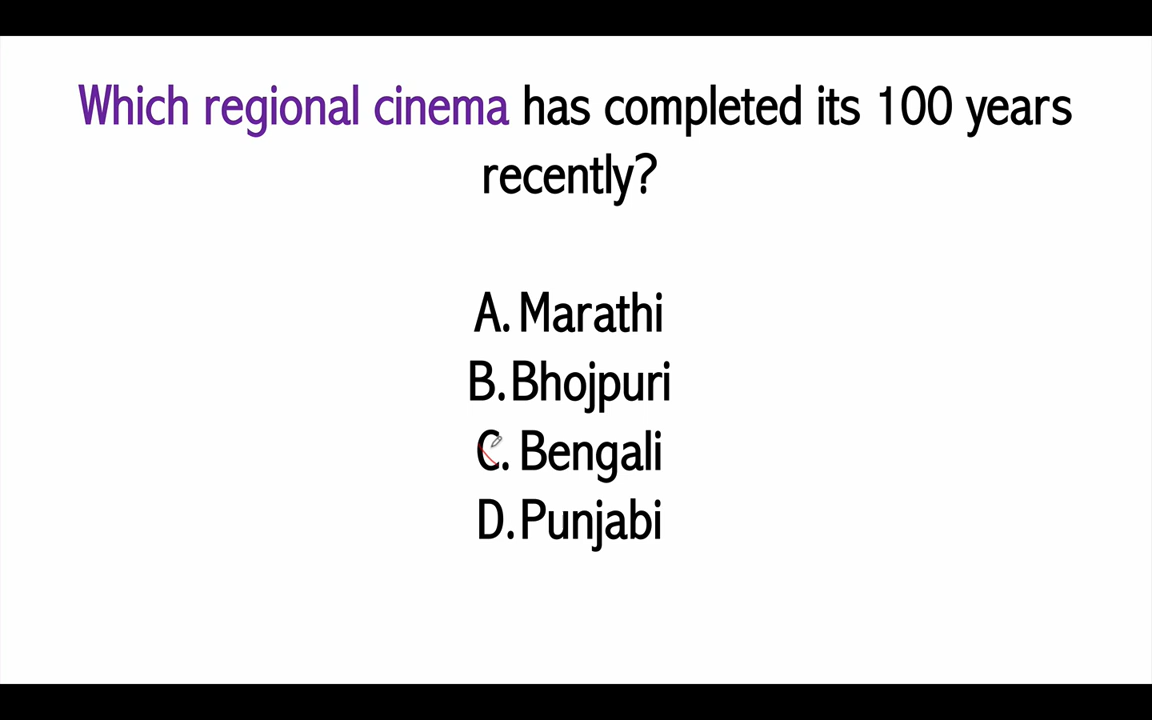 Which regional cinema has completed its 100 years
recently?
A. Marathi
B. Bhojpuri
C. Bengali
D. Punjabi